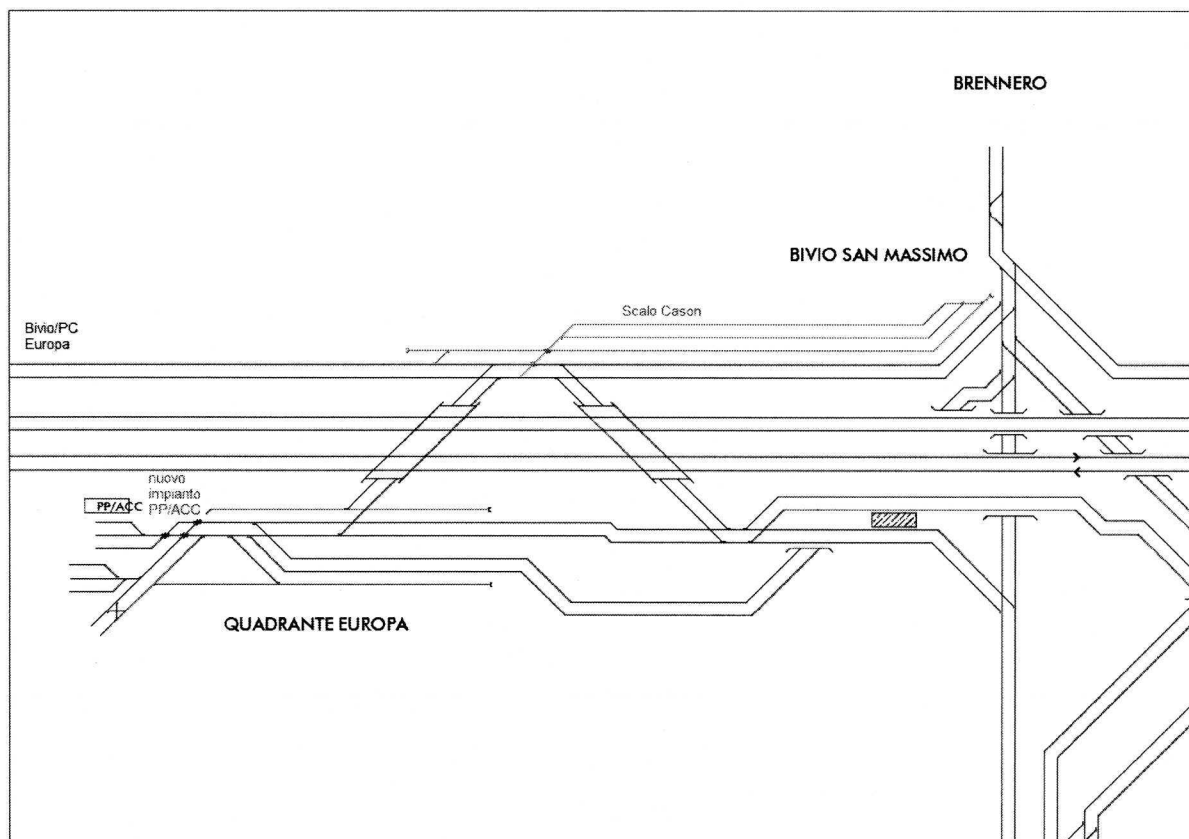 BRENNERO
BIVIO SAN MASSIMO
Scalo Cason
Bivio/PC
Europa
nuovo
impianto
PP/ACC
PP/ACC
QUADRANTE EUROPA